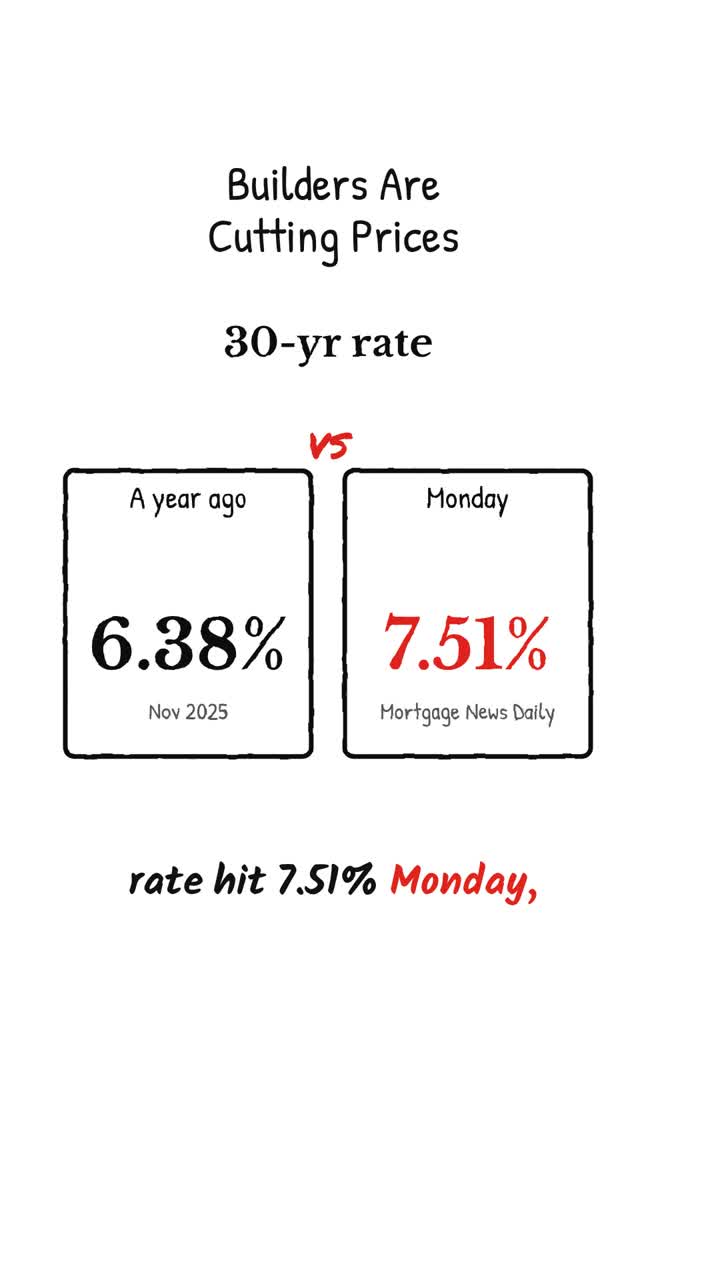 Builders Are
Cutting Prices
30-yr rate
vs
A year ago
6.38%
Nov 2025
Monday
7.51%
Mortgage News Daily
rate hit 7.51% Monday,